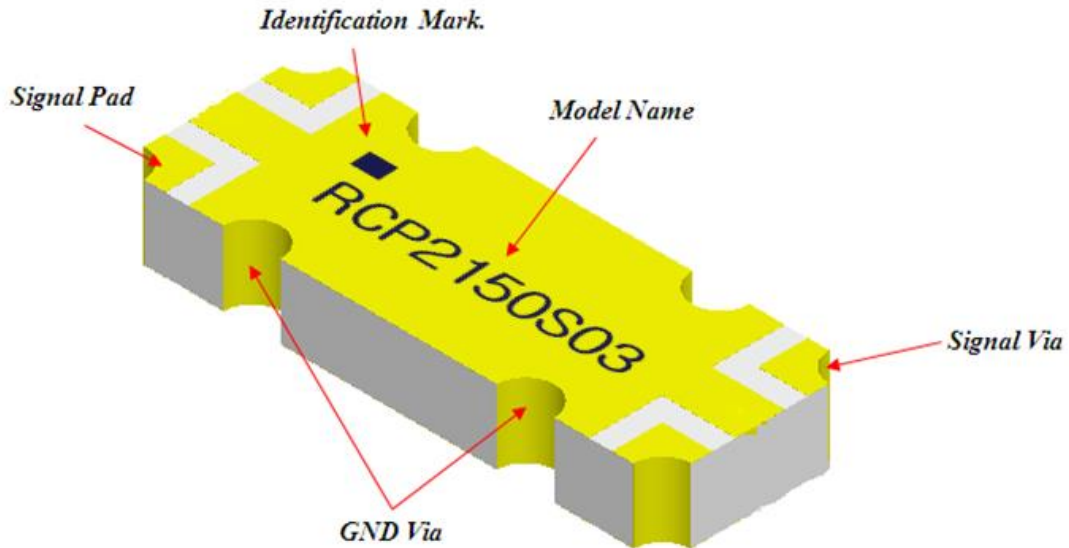 Identification Mark.
Signal Pad
Model Name
RCP2150S03
Signal Via
GND Via